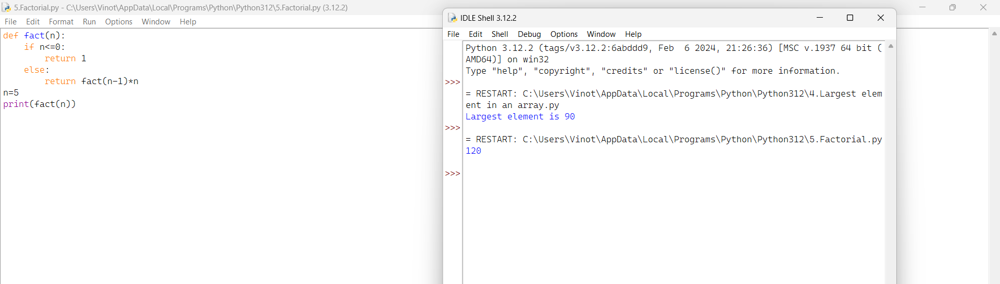 5.Factorial.py - C:\Users\Vinot\AppData\Local\Programs\Python\Python312\5.Factorial.py (3.12.2)
File Edit Format Run Options Window Help
def fact(n):
    if n<=0:
        return 1
    else:
        return fact(n-1)*n
n=5
print(fact(n))
IDLE Shell 3.12.2
File Edit Shell Debug Options Window Help
Python 3.12.2 (tags/v3.12.2:6abddd9, Feb  6 2024, 21:26:36) [MSC v.1937 64 bit (
AMD64)] on win32
Type "help", "copyright", "credits" or "license()" for more information.
>>>
= RESTART: C:\Users\Vinot\AppData\Local\Programs\Python\Python312\4.Largest elem
ent in an array.py
Largest element is 90
>>>
= RESTART: C:\Users\Vinot\AppData\Local\Programs\Python\Python312\5.Factorial.py
120
>>>